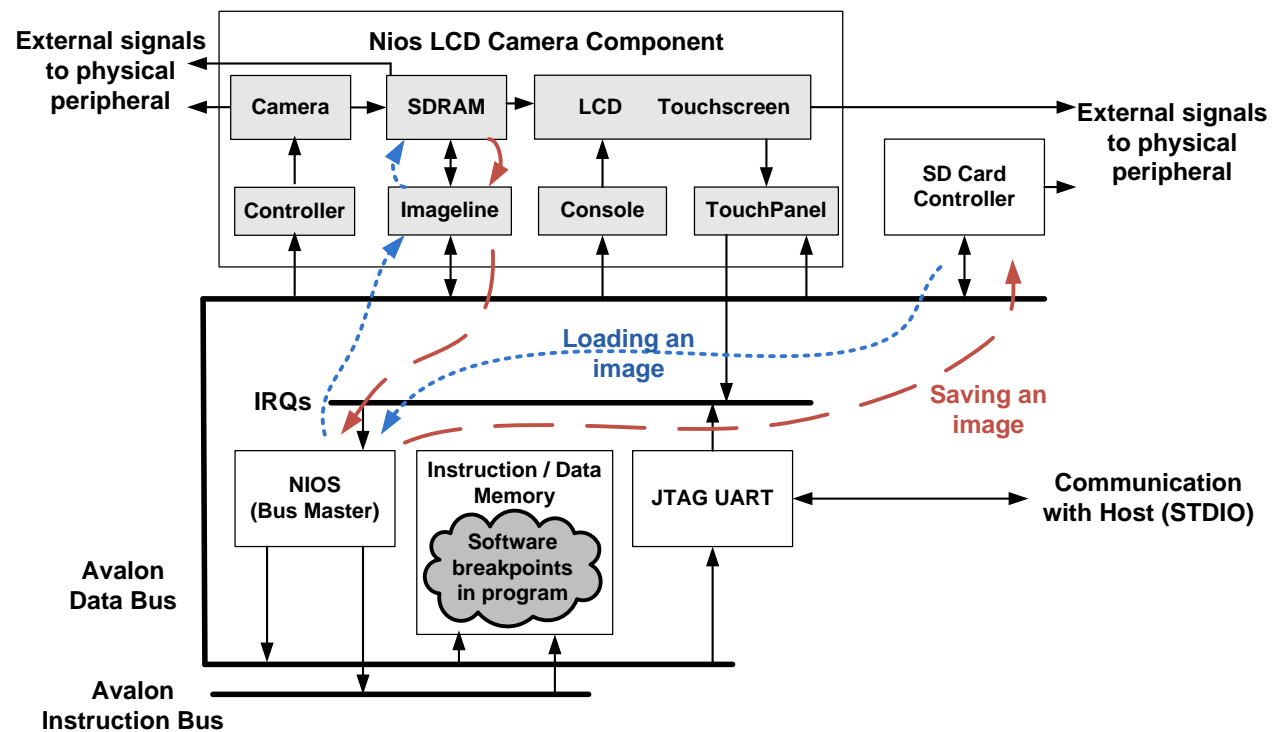 Nios LCD Camera Component
External signals
to physical
peripheral
Camera
SDRAM
LCD Touchscreen
External signals
to physical
peripheral
SD Card
Controller
Controller
Imageline
Console
TouchPanel
Loading an
image
IRQs
Saving an
image
NIOS
(Bus Master)
Instruction / Data
Memory
Software
breakpoints
in program
JTAG UART
Communication
with Host (STDIO)
Avalon
Data Bus
Avalon
Instruction Bus